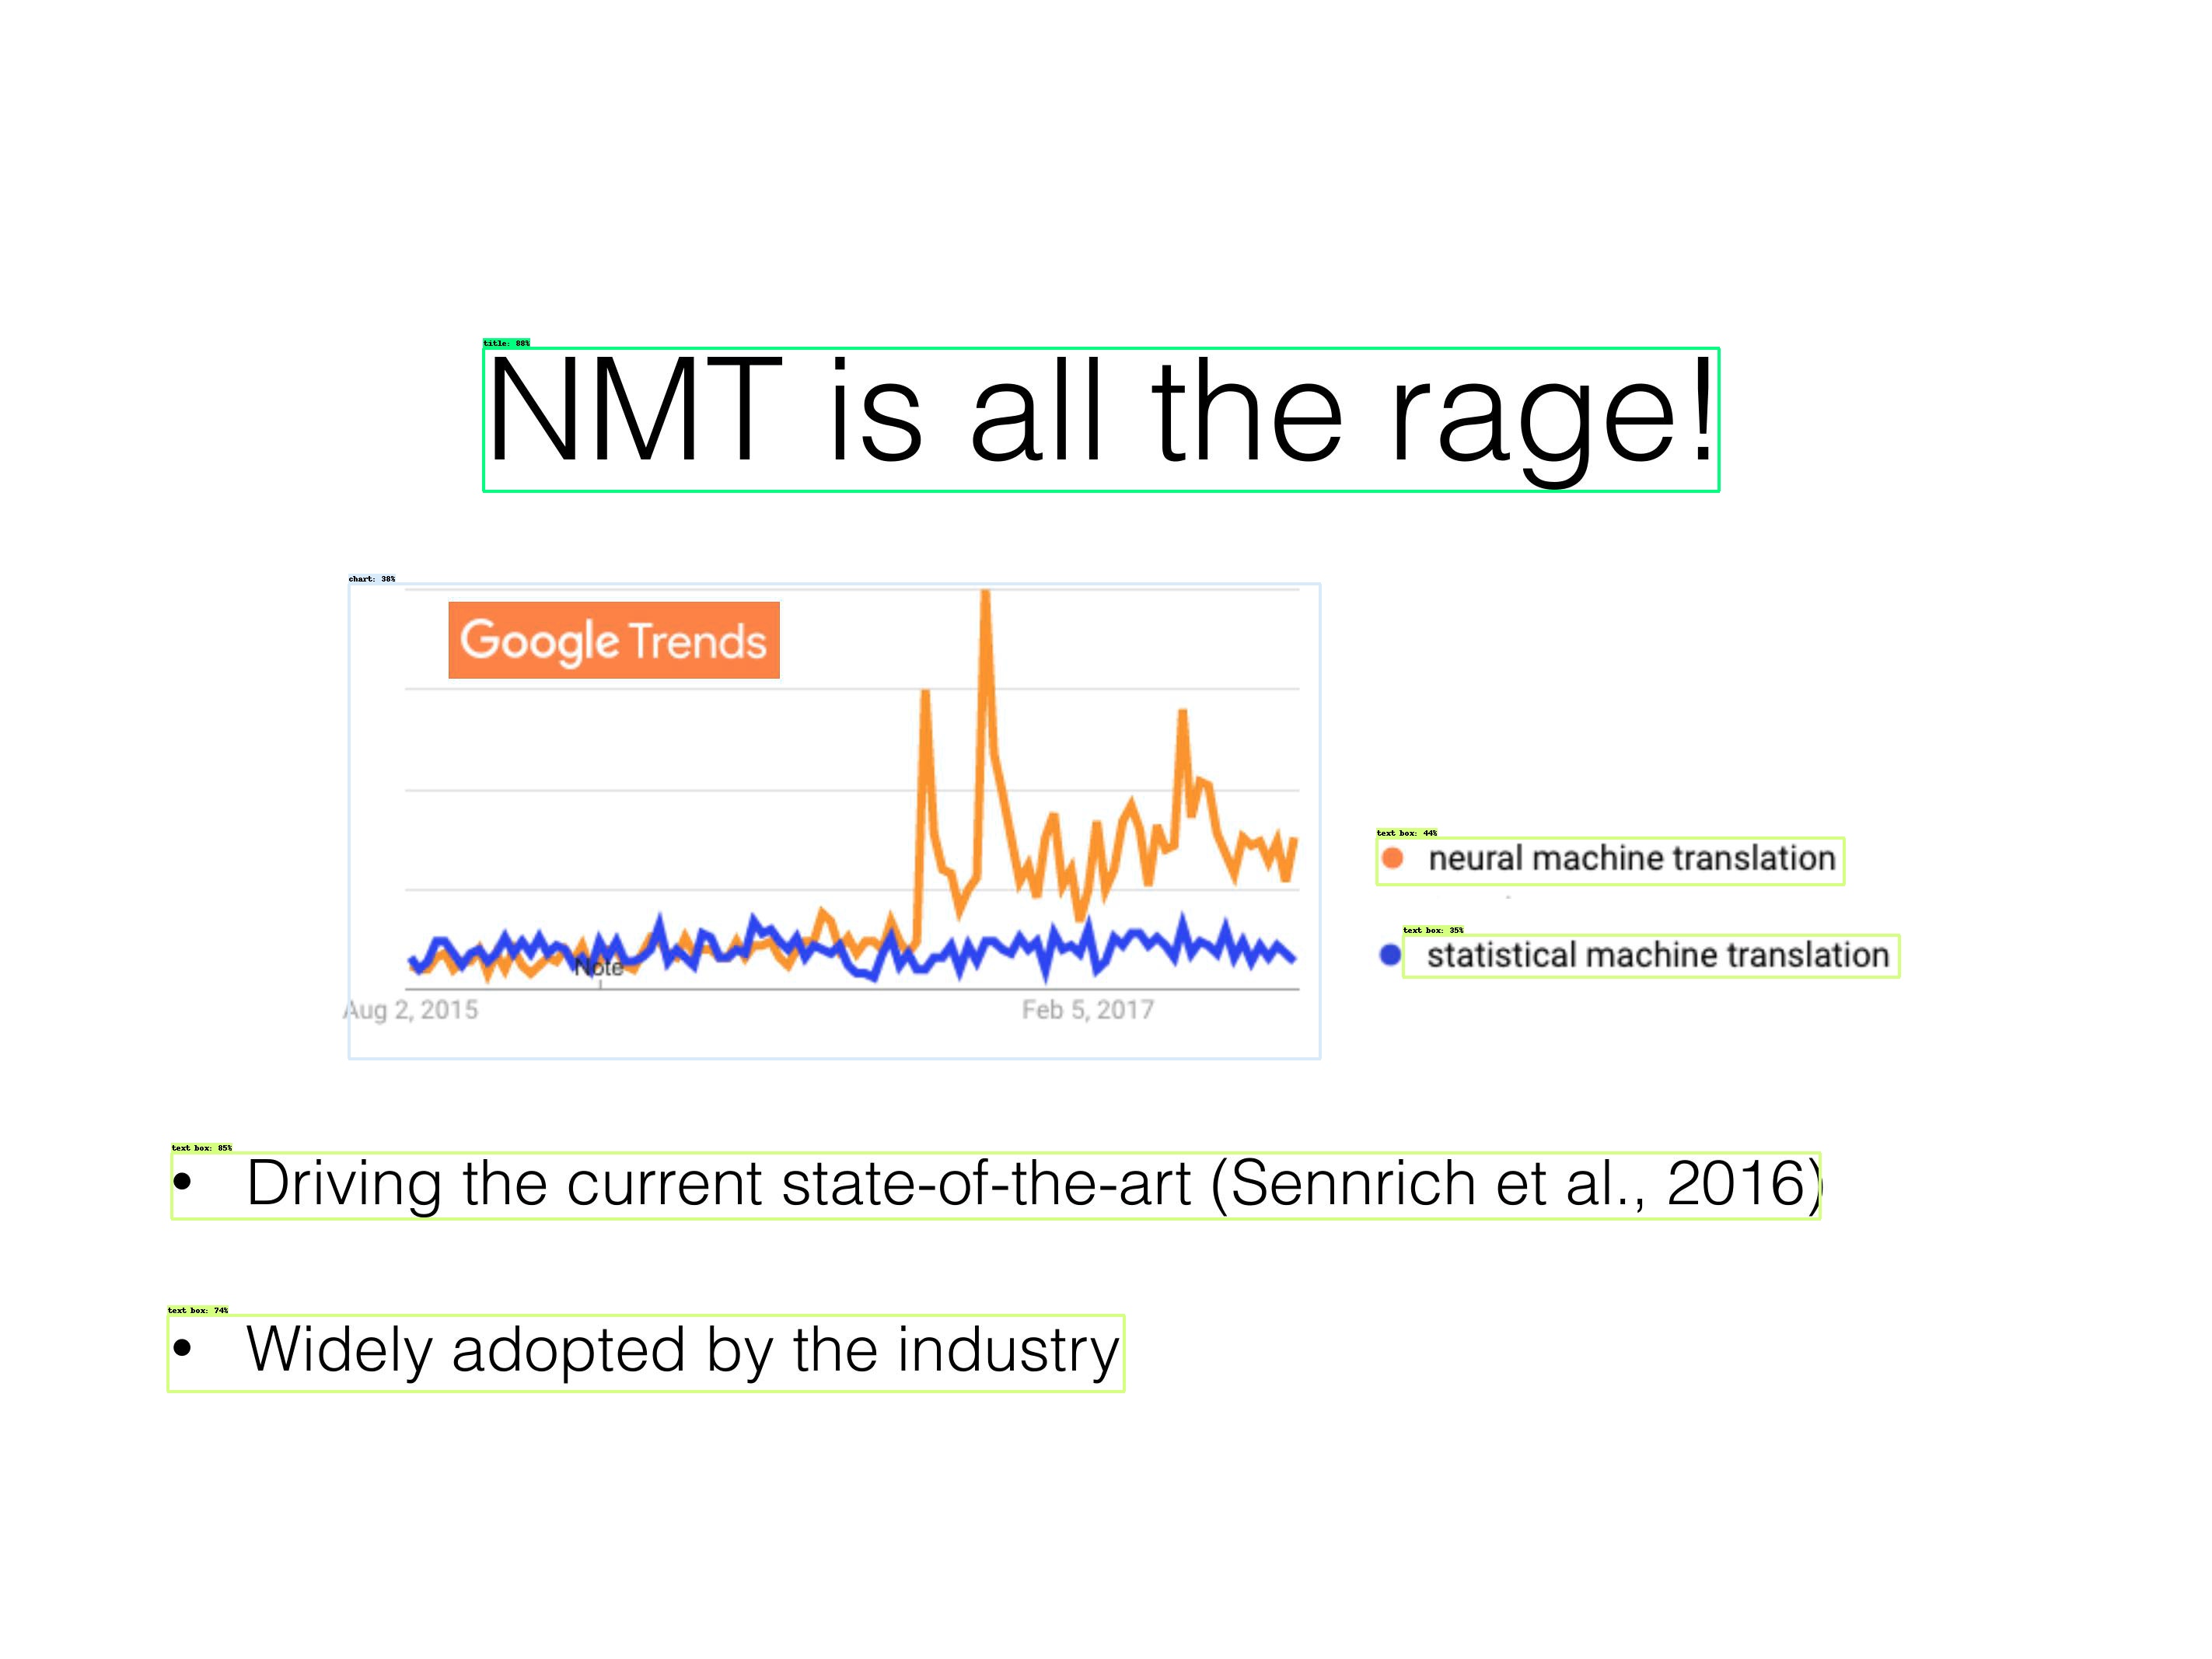 title: 88%
NMT is all the rage!
chart: 38%
Google Trends
Note
Aug 2, 2015
Feb 5, 2017
text box: 44%
neural machine translation
text box: 35%
statistical machine translation
text box: 85%
• Driving the current state-of-the-art (Sennrich et al., 2016)
text box: 74%
• Widely adopted by the industry